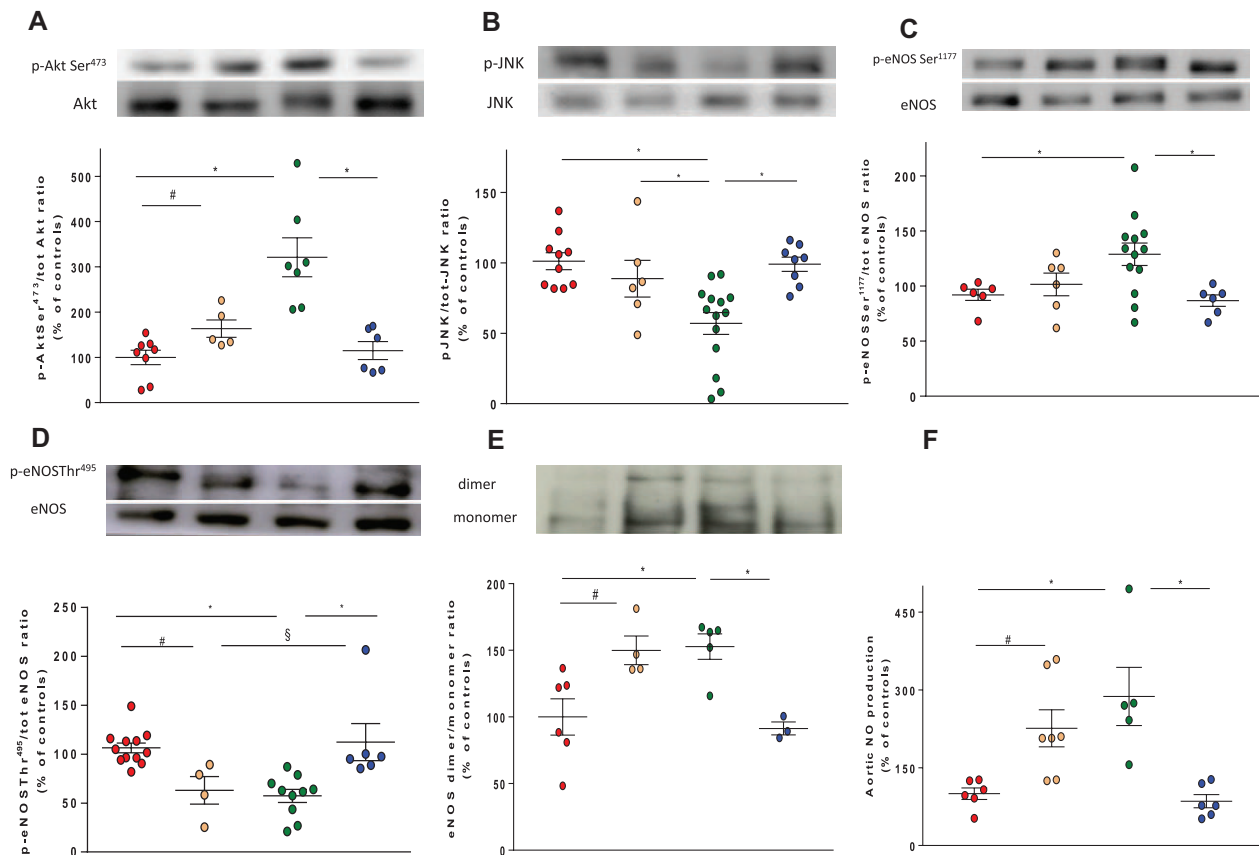 A
p-Akt Ser473
Akt
p-AktSer473/tot Akt ratio
(% of controls)
500
400
300
200
100
0
*
*
#
B
p-JNK
JNK
pJNK/tot-JNK ratio
(% of controls)
150
100
50
0
*
*
*
C
p-eNOS Ser1177
eNOS
p-eNOSSer1177/tot eNOS ratio
(% of controls)
200
150
100
50
0
*
*
D
p-eNOSThr495
eNOS
p-eNOSThr495/tot eNOS ratio
(% of controls)
250
200
150
100
50
0
*
*
#
§
E
dimer
monomer
eNOS dimer/monomer ratio
(% of controls)
200
150
100
50
0
*
*
#
F
Aortic NO production
(% of controls)
450
300
150
0
*
*
#